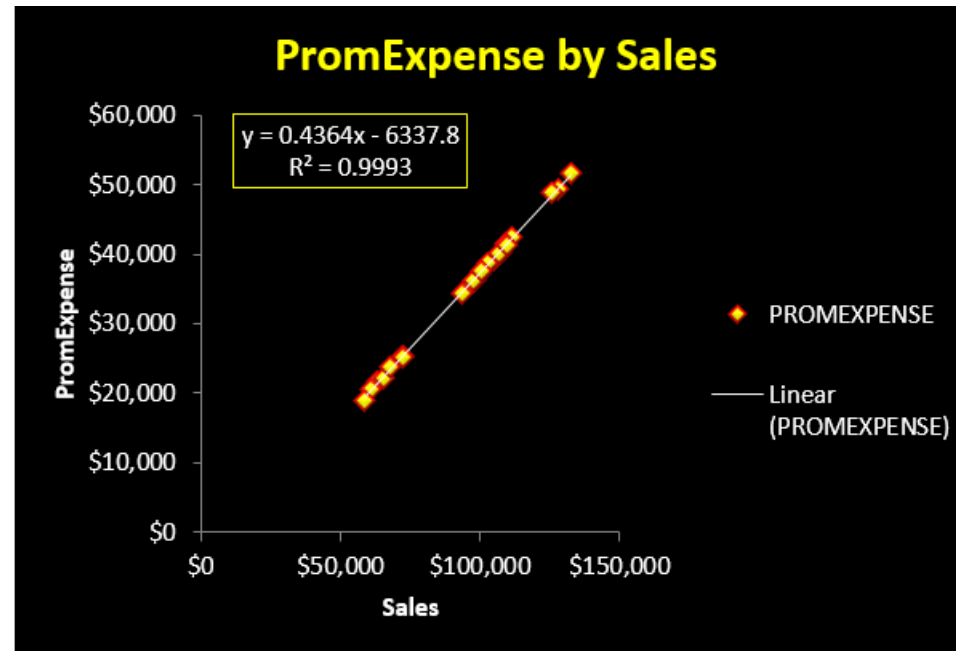 PromExpense by Sales
y = 0.4364x - 6337.8
R² = 0.9993
$60,000
$50,000
$40,000
$30,000
$20,000
$10,000
$0
PromExpense
$0 $50,000 $100,000 $150,000
Sales
PROMEXPENSE
Linear
(PROMEXPENSE)